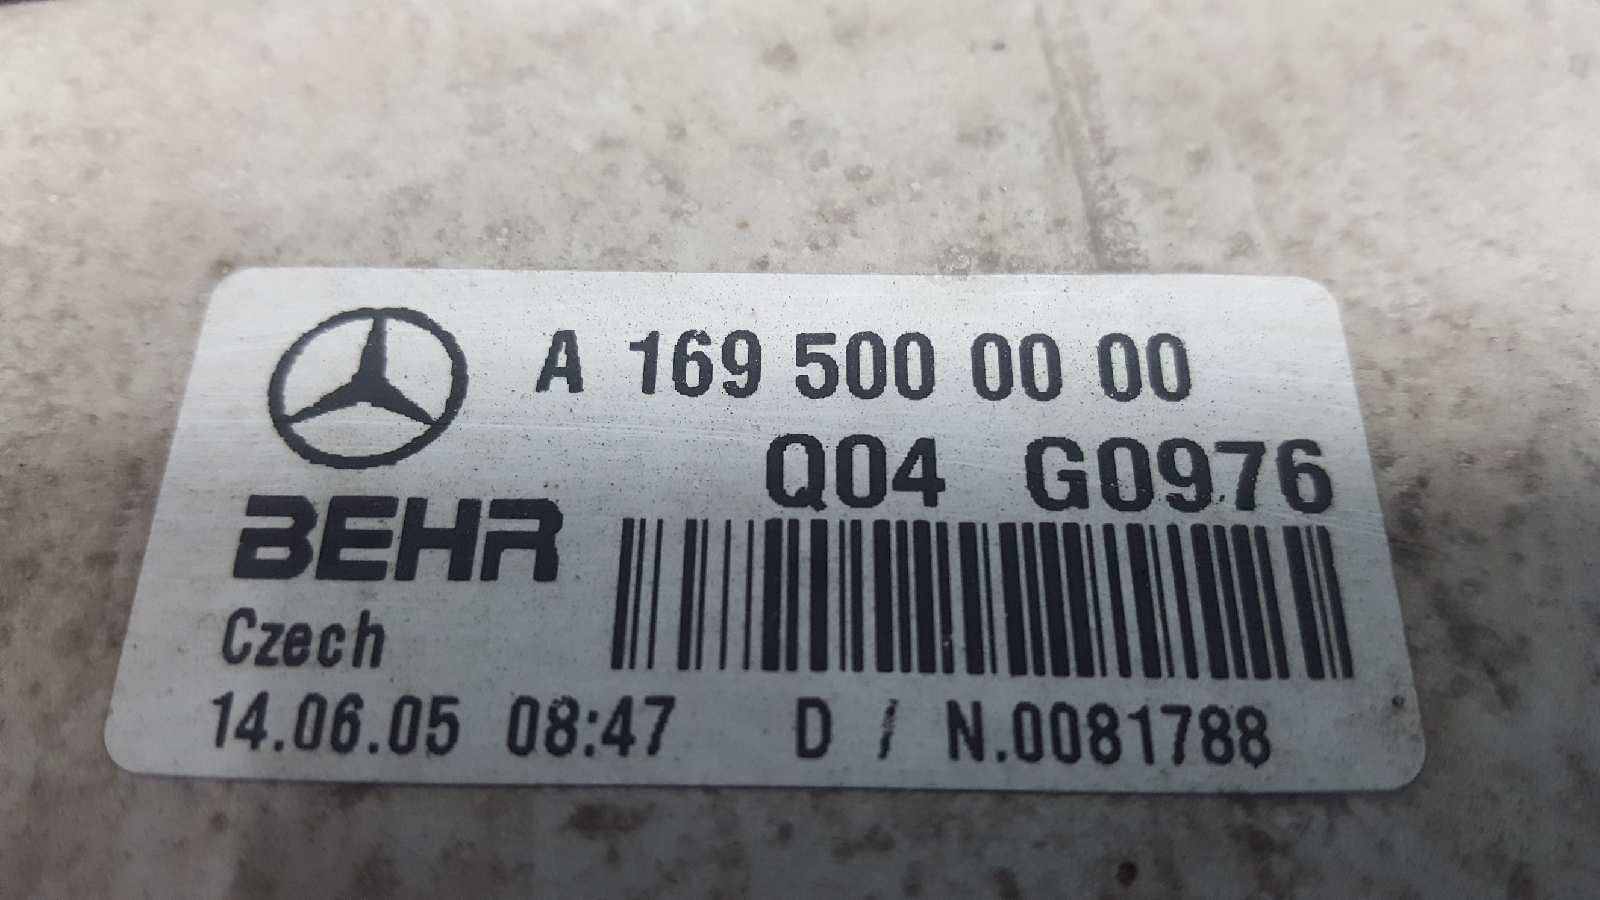 A 169 500 00 00
Q04 G0976
BEHR
Czech
14.06.05 08:47 D / N.0081788